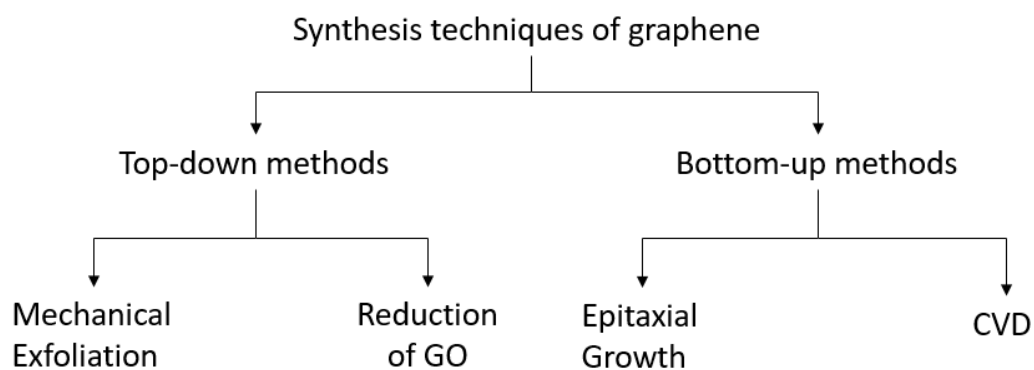 Synthesis techniques of graphene
Top-down methods
Bottom-up methods
Mechanical
Exfoliation
Reduction
of GO
Epitaxial
Growth
CVD